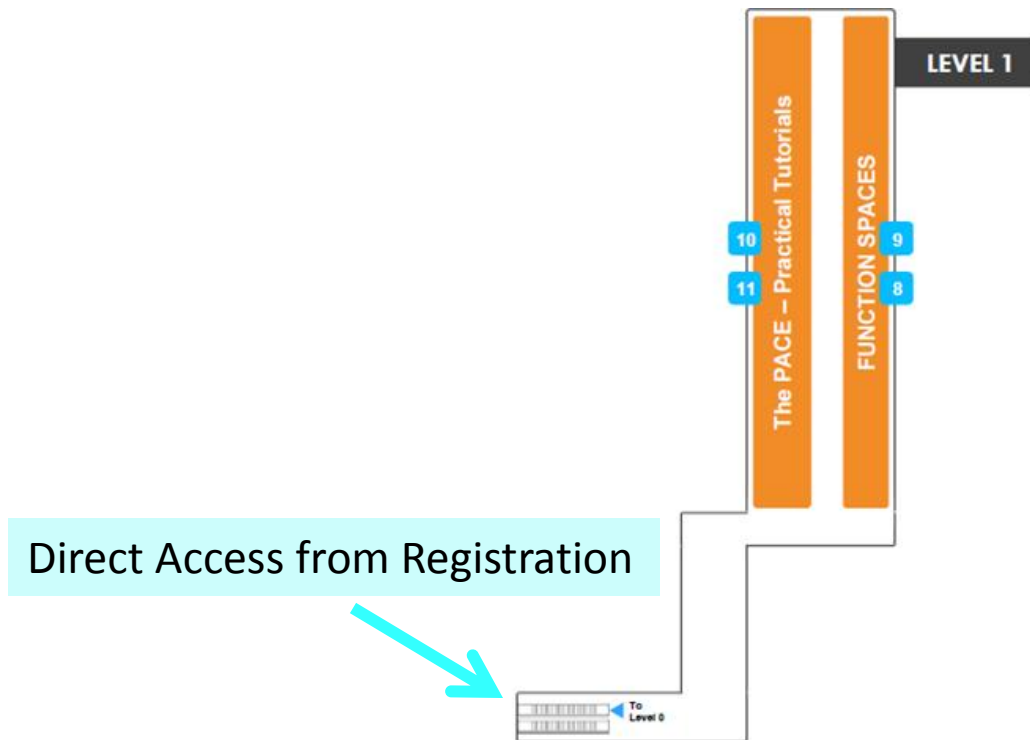 LEVEL 1
The PACE – Practical Tutorials
FUNCTION SPACES
10
9
11
8
Direct Access from Registration
To
Level 0